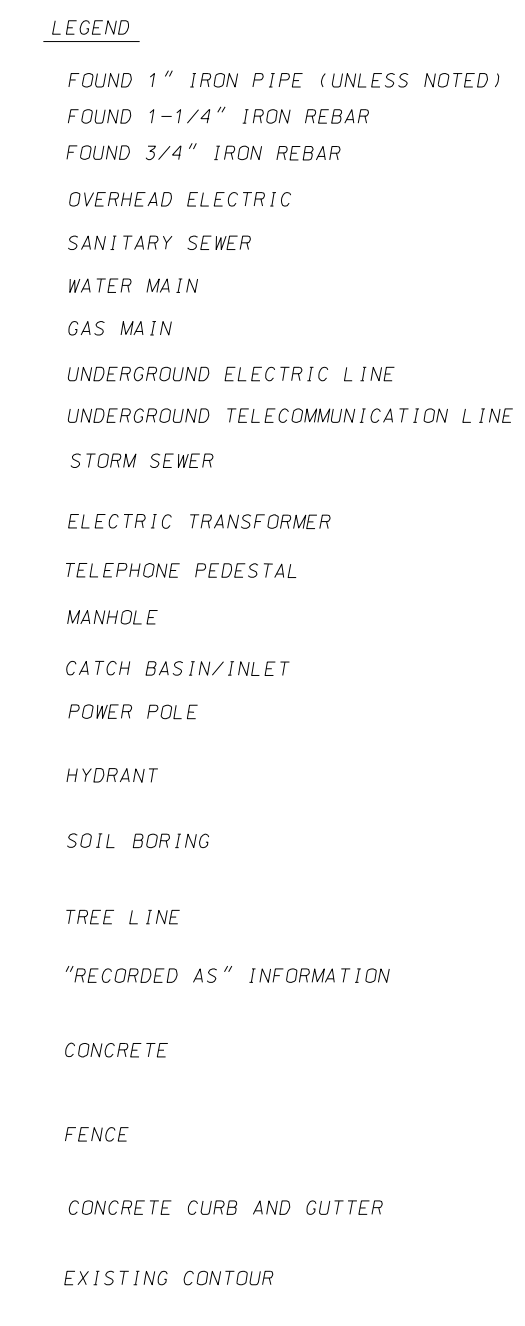 LEGEND
FOUND 1" IRON PIPE (UNLESS NOTED)
FOUND 1-1/4" IRON REBAR
FOUND 3/4" IRON REBAR
OVERHEAD ELECTRIC
SANITARY SEWER
WATER MAIN
GAS MAIN
UNDERGROUND ELECTRIC LINE
UNDERGROUND TELECOMMUNICATION LINE
STORM SEWER
ELECTRIC TRANSFORMER
TELEPHONE PEDESTAL
MANHOLE
CATCH BASIN/INLET
POWER POLE
HYDRANT
SOIL BORING
TREE LINE
"RECORDED AS" INFORMATION
CONCRETE
FENCE
CONCRETE CURB AND GUTTER
EXISTING CONTOUR